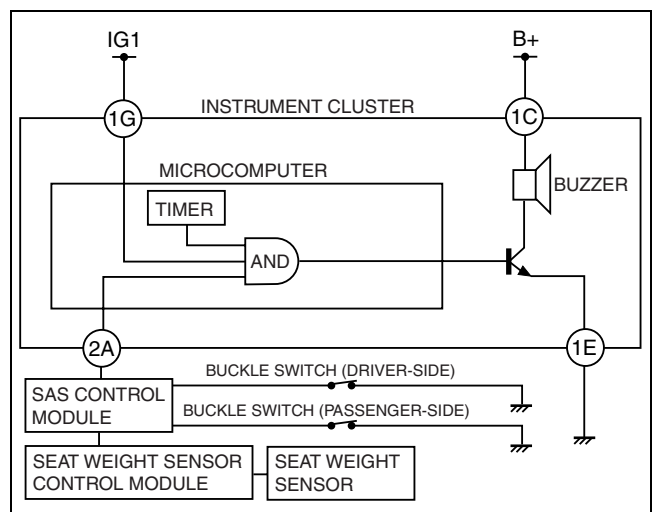 IG1
B+
1G
INSTRUMENT CLUSTER
1C
MICROCOMPUTER
BUZZER
TIMER
AND
2A
1E
BUCKLE SWITCH (DRIVER-SIDE)
SAS CONTROL
MODULE
BUCKLE SWITCH (PASSENGER-SIDE)
SEAT WEIGHT SENSOR
CONTROL MODULE
SEAT WEIGHT
SENSOR